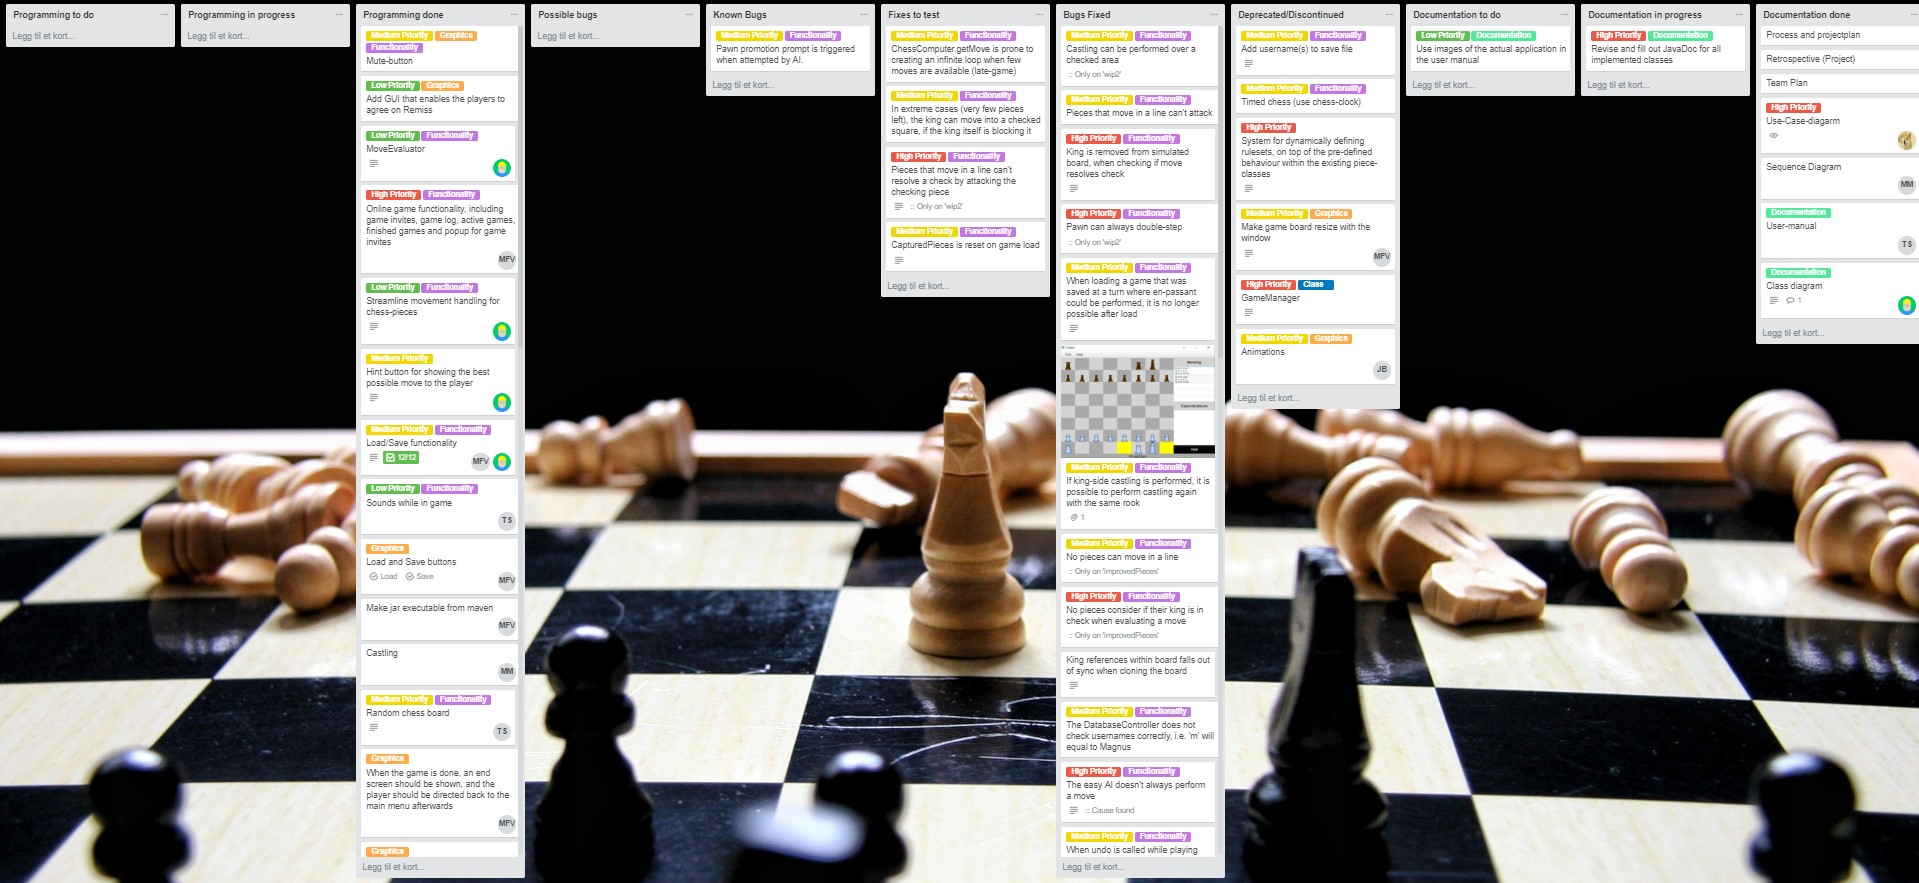 Programming to do
Legg til et kort...
Programming in progress
Legg til et kort...
Programming done
Medium Priority Graphics
Functionality
Mute-button
Low Priority Graphics
Add GUI that enables the players to
agree on Remiss
Low Priority Functionality
MoveEvaluator
High Priority Functionality
Online game functionality, including
game invites, game log, active games,
finished games and popup for game
invites
MFV
Low Priority Functionality
Streamline movement handling for
chess-pieces
Medium Priority
Hint button for showing the best
possible move to the player
Medium Priority Functionality
Load/Save functionality
12/12 MFV
Low Priority Functionality
Sounds while in game
TS
Graphics
Load and Save buttons
Load Save MFV
Make jar executable from maven
MFV
Castling
MM
Medium Priority Functionality
Random chess board
TS
Graphics
When the game is done, an end
screen should be shown, and the
player should be directed back to the
main menu afterwards
MFV
Graphics
Legg til et kort...
Possible bugs
Legg til et kort...
Known Bugs
Medium Priority Functionality
Pawn promotion prompt is triggered
when attempted by AI.
Legg til et kort...
Fixes to test
Medium Priority Functionality
ChessComputer.getMove is prone to
creating an infinite loop when few
moves are available (late-game)
Medium Priority Functionality
In extreme cases (very few pieces
left), the king can move into a checked
square, if the king itself is blocking it
High Priority Functionality
Pieces that move in a line can't
resolve a check by attacking the
checking piece
:: Only on 'wip2'
Medium Priority Functionality
CapturedPieces is reset on game load
Legg til et kort...
Bugs Fixed
Medium Priority Functionality
Castling can be performed over a
checked area
:: Only on 'wip2'
Medium Priority Functionality
Pieces that move in a line can't attack
High Priority Functionality
King is removed from simulated
board, when checking if move
resolves check
High Priority Functionality
Pawn can always double-step
:: Only on 'wip2'
Medium Priority Functionality
When loading a game that was
saved at a turn where en-passant
could be performed, it is no longer
possible after load
Medium Priority Functionality
If king-side castling is performed, it is
possible to perform castling again
with the same rook
1
Medium Priority Functionality
No pieces can move in a line
:: Only on 'improvedPieces'
High Priority Functionality
No pieces consider if their king is in
check when evaluating a move
:: Only on 'improvedPieces'
King references within board falls out
of sync when cloning the board
Medium Priority Functionality
The DatabaseController does not
check usernames correctly, i.e. 'm' will
equal to Magnus
High Priority Functionality
The easy AI doesn't always perform
a move
:: Cause found
Medium Priority Functionality
When undo is called while playing
Legg til et kort...
Deprecated/Discontinued
Medium Priority Functionality
Add username(s) to save file
Medium Priority Functionality
Timed chess (use chess-clock)
High Priority
System for dynamically defining
rulesets, on top of the pre-defined
behaviour within the existing piece-
classes
Medium Priority Graphics
Make game board resize with the
window
MFV
High Priority Class
GameManager
Medium Priority Graphics
Animations
JB
Legg til et kort...
Documentation to do
Low Priority Documentation
Use images of the actual application in
the user manual
Legg til et kort...
Documentation in progress
High Priority Documentation
Revise and fill out JavaDoc for all
implemented classes
Legg til et kort...
Documentation done
Process and projectplan
Retrospective (Project)
Team Plan
High Priority
Use-Case-diagarm
Sequence Diagram
MM
Documentation
User-manual
TS
Documentation
Class diagram
1
Legg til et kort...